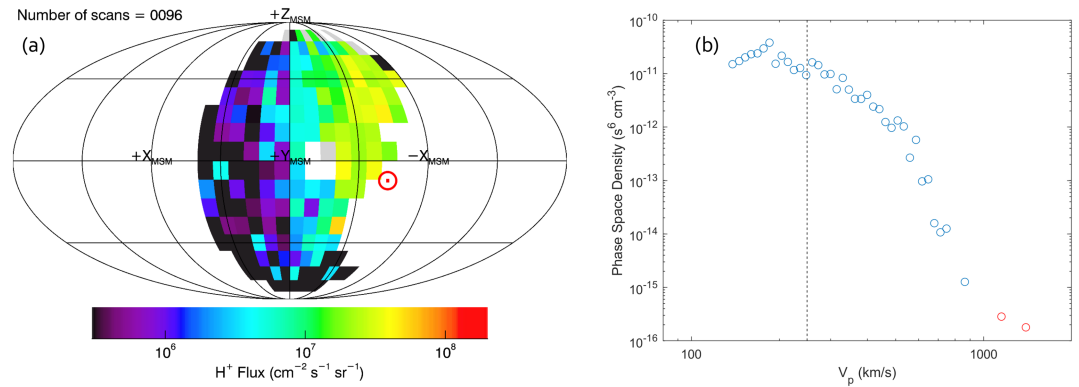 Number of scans = 0096
(a)
+Z_MSM
+X_MSM
−Y_MSM
−X_MSM
10^6
10^7
10^8
H^+ Flux (cm^−2 s^−1 sr^−1)
(b)
Phase Space Density (s^6 cm^−3)
10^-10
10^-11
10^-12
10^-13
10^-14
10^-15
10^-16
100
1000
V_p (km/s)